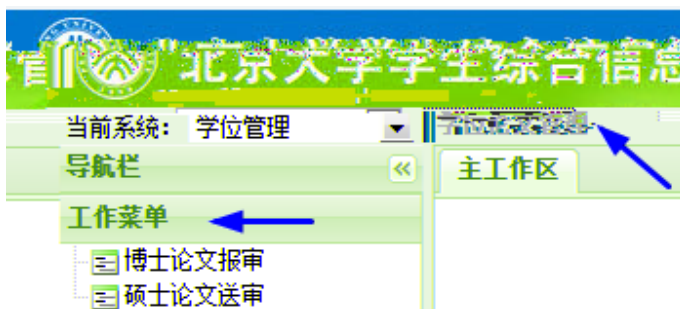 北京大学学生综合信息
当前系统： 学位管理
导航栏
主工作区
工作菜单
博士论文报审
硕士论文送审